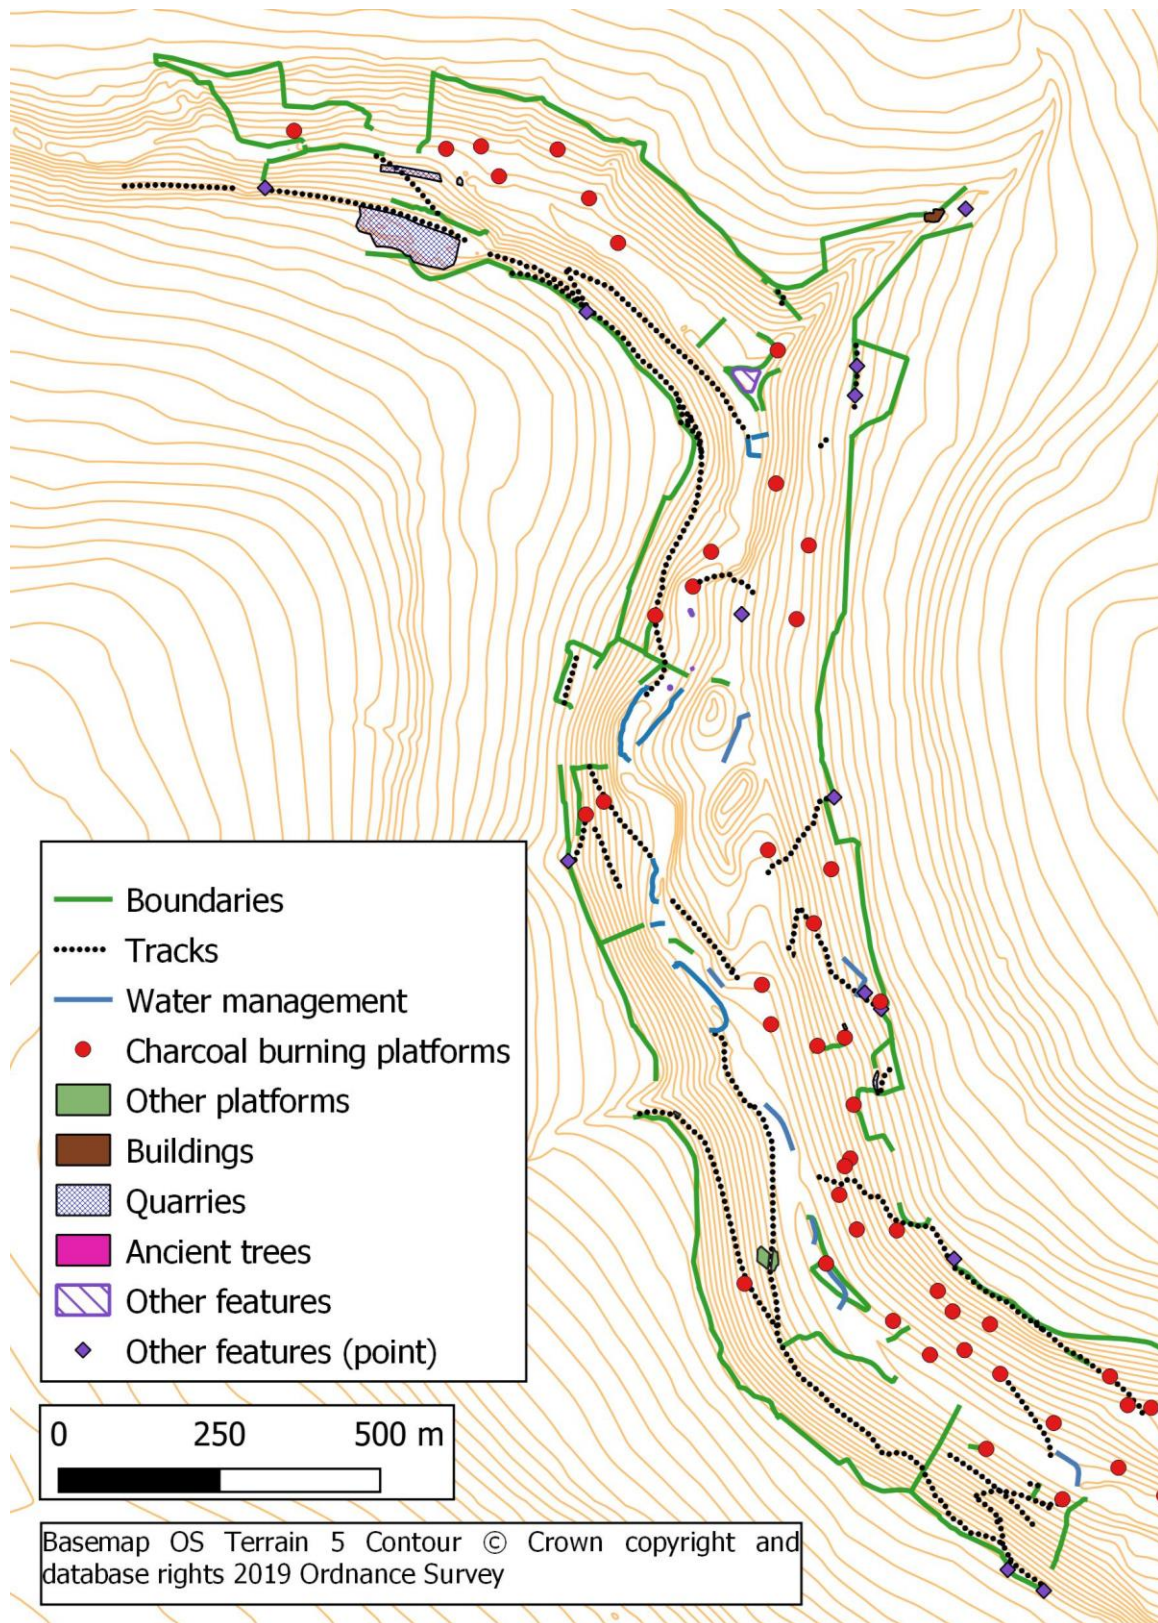 Boundaries
Tracks
Water management
Charcoal burning platforms
Other platforms
Buildings
Quarries
Ancient trees
Other features
Other features (point)
0 250 500 m
Basemap OS Terrain 5 Contour © Crown copyright and
database rights 2019 Ordnance Survey